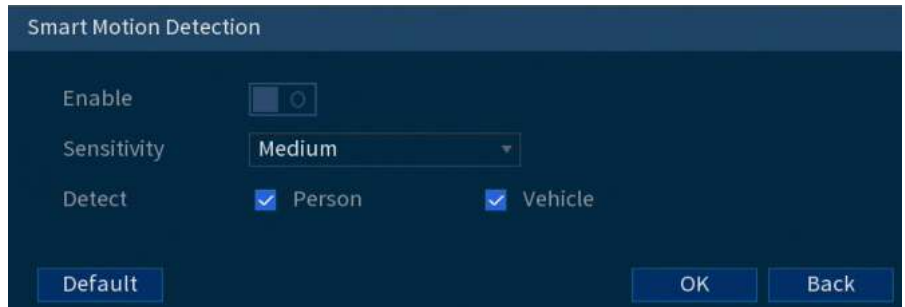 Smart Motion Detection
Enable
Sensitivity Medium
Detect Person Vehicle
Default OK Back